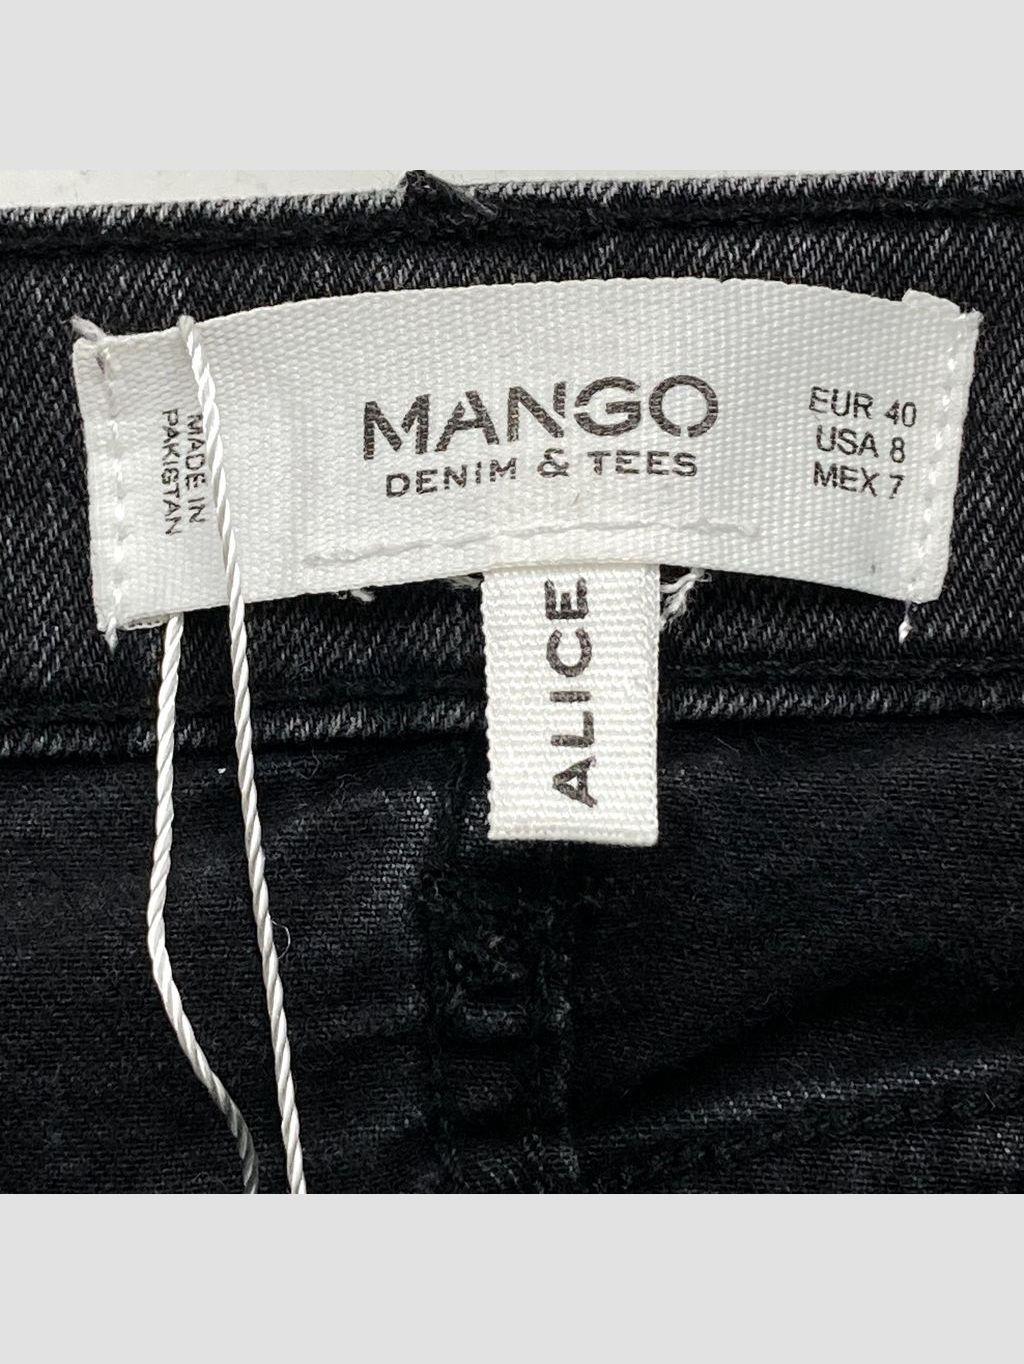 MADE IN
PAKISTAN
MANGO
DENIM & TEES
EUR 40
USA 8
MEX 7
ALICE